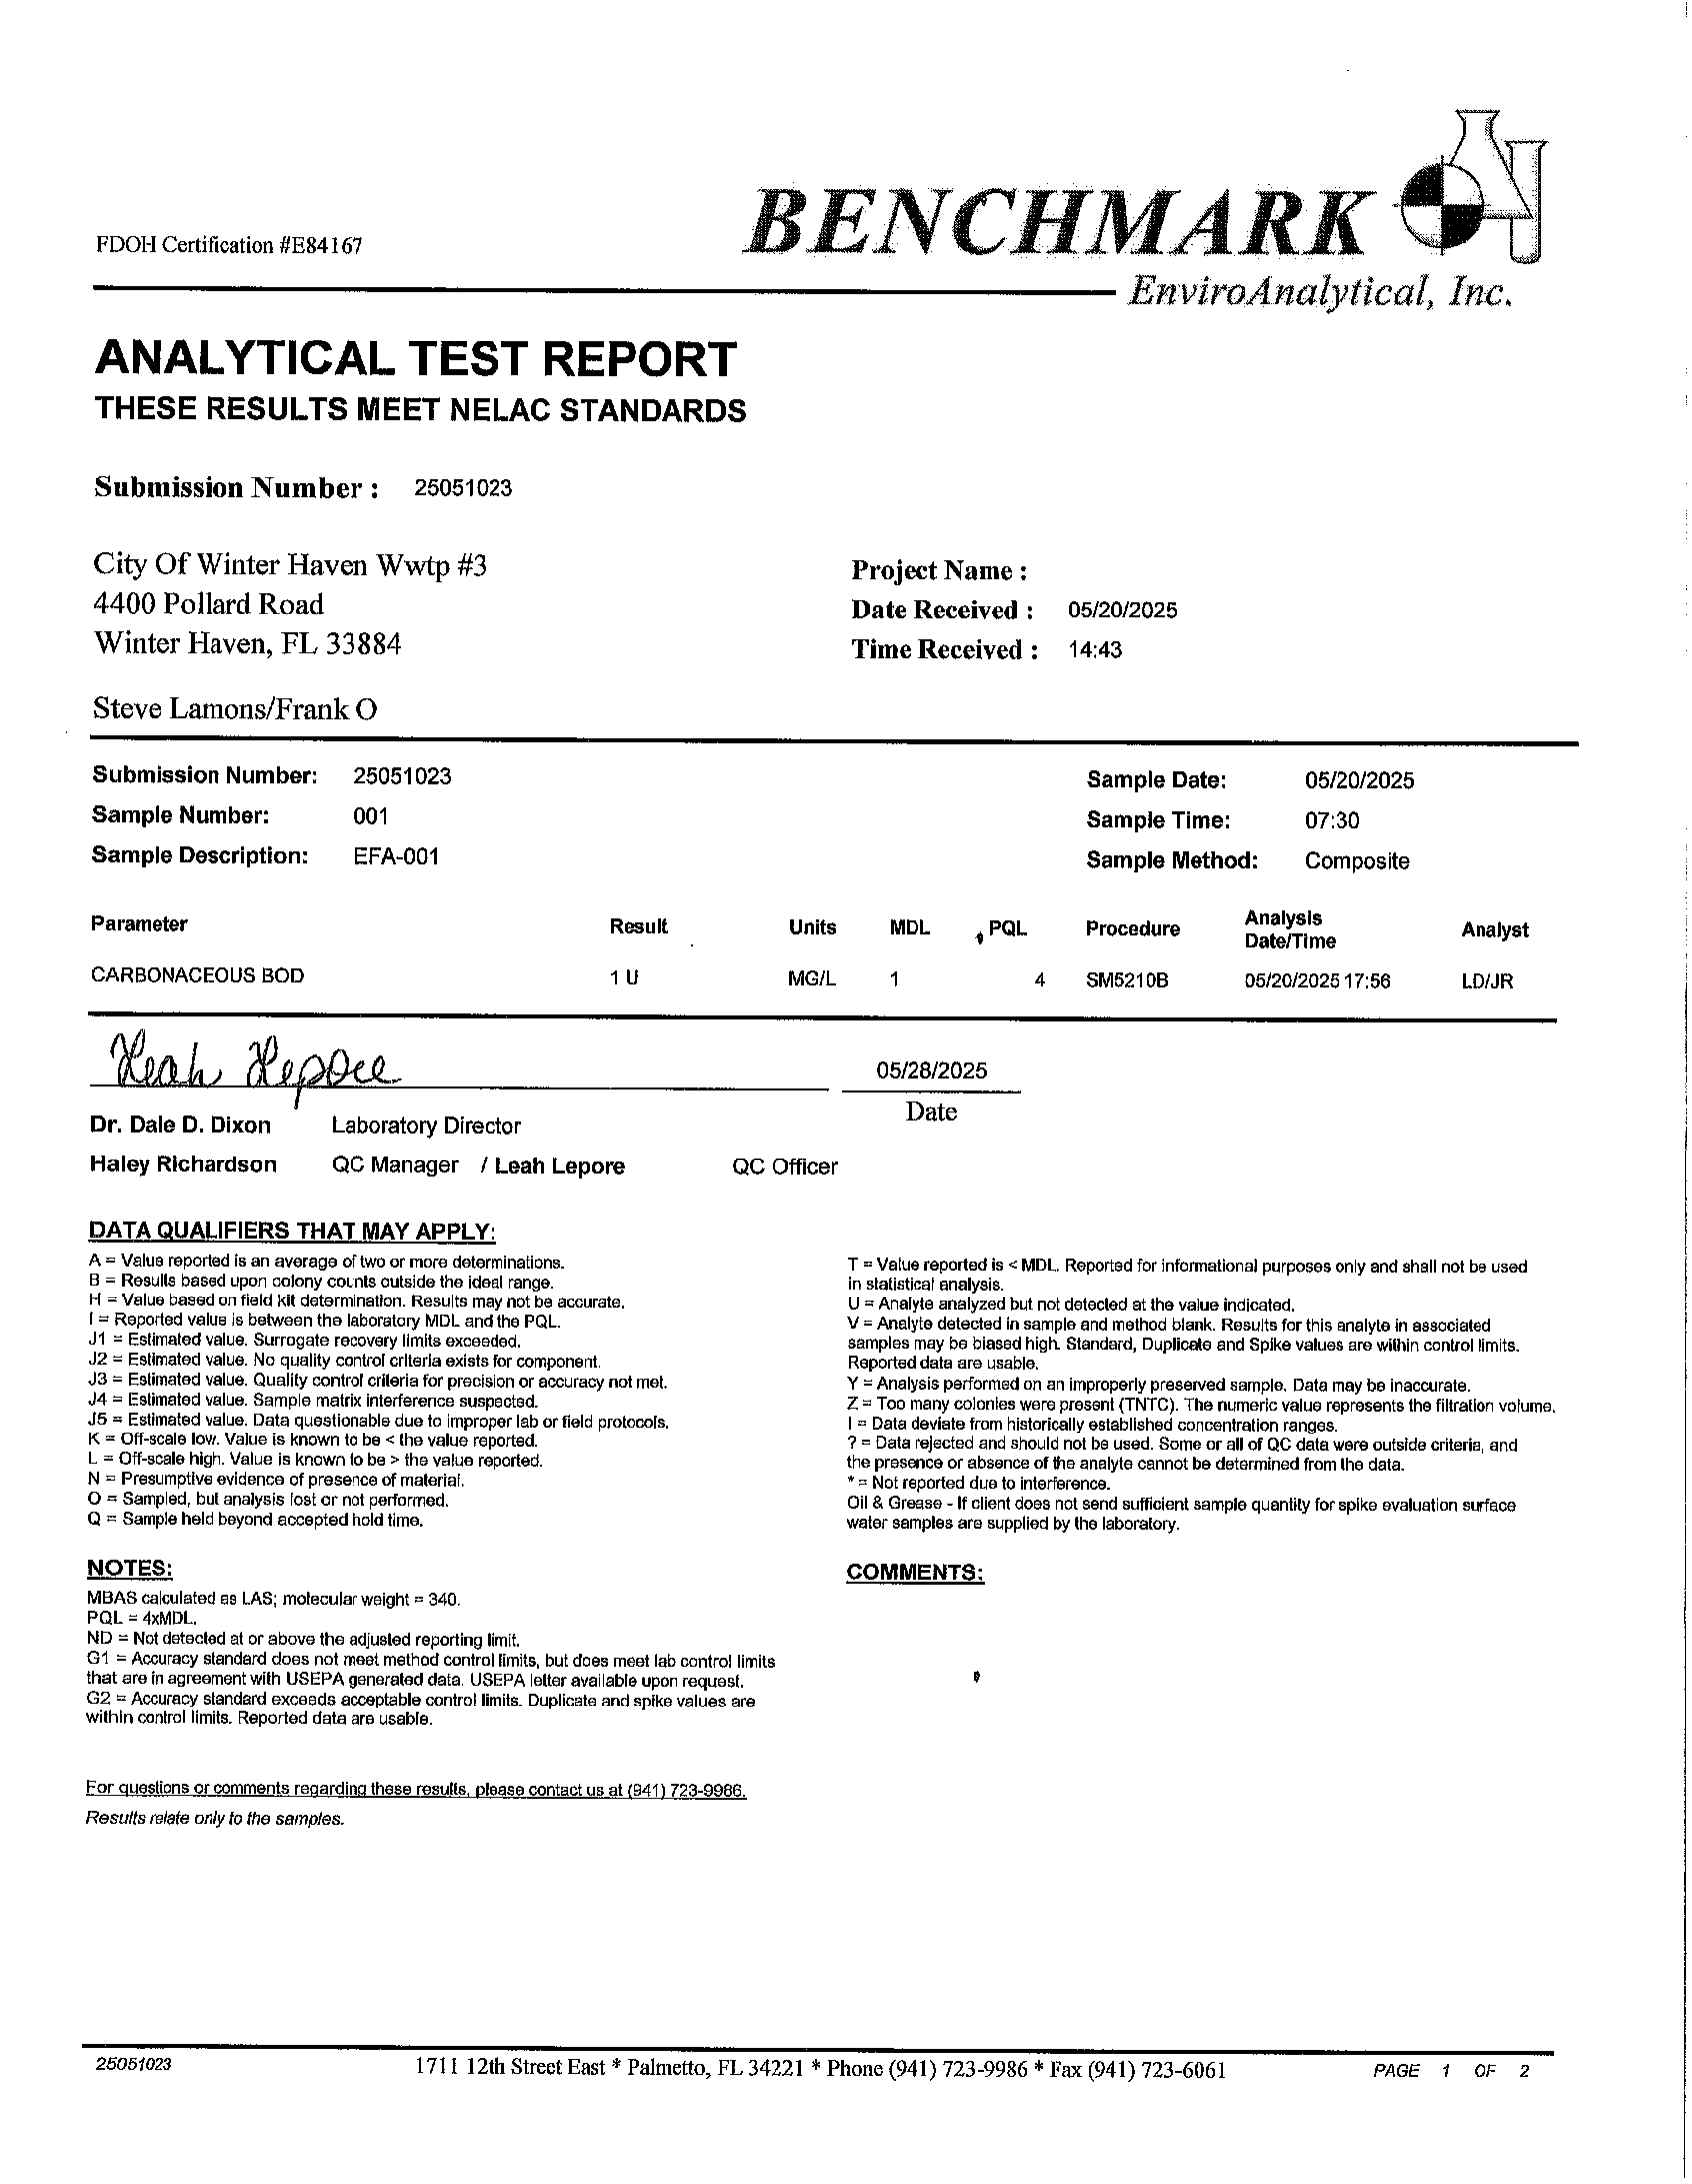 BENCHMARK
FDOH Certification #E84167
EnviroAnalytical, Inc.
ANALYTICAL TEST REPORT
THESE RESULTS MEET NELAC STANDARDS
Submission Number : 25051023
City Of Winter Haven Wwtp #3
4400 Pollard Road
Winter Haven, FL 33884
Project Name :
Date Received : 05/20/2025
Time Received : 14:43
Steve Lamons/Frank O
Submission Number: 25051023
Sample Number: 001
Sample Description: EFA-001
Sample Date: 05/20/2025
Sample Time: 07:30
Sample Method: Composite
Parameter Result Units MDL PQL Procedure Analysis Date/Time Analyst
CARBONACEOUS BOD 1 U MG/L 1 4 SM5210B 05/20/2025 17:56 LD/JR
Leah Lepore
05/28/2025
Date
Dr. Dale D. Dixon Laboratory Director
Haley Richardson QC Manager / Leah Lepore QC Officer
DATA QUALIFIERS THAT MAY APPLY:
A = Value reported is an average of two or more determinations.
B = Results based upon colony counts outside the ideal range.
H = Value based on field kit determination. Results may not be accurate.
I = Reported value is between the laboratory MDL and the PQL.
J1 = Estimated value. Surrogate recovery limits exceeded.
J2 = Estimated value. No quality control criteria exists for component.
J3 = Estimated value. Quality control criteria for precision or accuracy not met.
J4 = Estimated value. Sample matrix interference suspected.
J5 = Estimated value. Data questionable due to improper lab or field protocols.
K = Off-scale low. Value is known to be < the value reported.
L = Off-scale high. Value is known to be > the value reported.
N = Presumptive evidence of presence of material.
O = Sampled, but analysis lost or not performed.
Q = Sample held beyond accepted hold time.
T = Value reported is < MDL. Reported for informational purposes only and shall not be used
in statistical analysis.
U = Analyte analyzed but not detected at the value indicated.
V = Analyte detected in sample and method blank. Results for this analyte in associated
samples may be biased high. Standard, Duplicate and Spike values are within control limits.
Reported data are usable.
Y = Analysis performed on an improperly preserved sample. Data may be inaccurate.
Z = Too many colonies were present (TNTC). The numeric value represents the filtration volume.
! = Data deviate from historically established concentration ranges.
? = Data rejected and should not be used. Some or all of QC data were outside criteria, and
the presence or absence of the analyte cannot be determined from the data.
* = Not reported due to interference.
Oil & Grease - If client does not send sufficient sample quantity for spike evaluation surface
water samples are supplied by the laboratory.
NOTES:
MBAS calculated as LAS; molecular weight = 340.
PQL = 4xMDL.
ND = Not detected at or above the adjusted reporting limit.
G1 = Accuracy standard does not meet method control limits, but does meet lab control limits
that are in agreement with USEPA generated data. USEPA letter available upon request.
G2 = Accuracy standard exceeds acceptable control limits. Duplicate and spike values are
within control limits. Reported data are usable.
COMMENTS:
For questions or comments regarding these results, please contact us at (941) 723-9986.
Results relate only to the samples.
25051023 1711 12th Street East * Palmetto, FL 34221 * Phone (941) 723-9986 * Fax (941) 723-6061 PAGE 1 OF 2